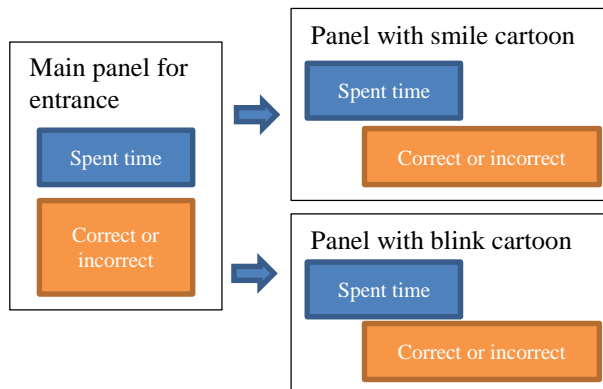 Main panel for
entrance
Spent time
Correct or
incorrect
Panel with smile cartoon
Spent time
Correct or incorrect
Panel with blink cartoon
Spent time
Correct or incorrect